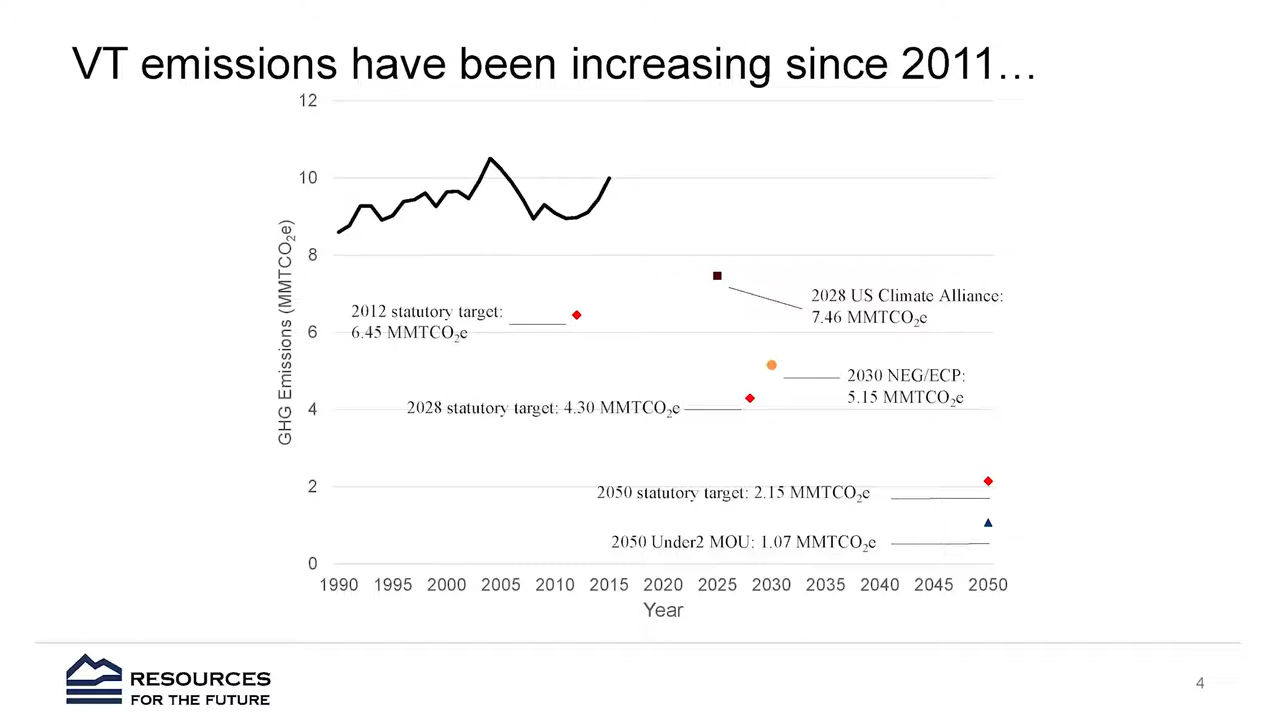 VT emissions have been increasing since 2011…
12
10
8
6
4
2
0
GHG Emissions (MMTCO₂e)
2012 statutory target:
6.45 MMTCO₂e
2028 US Climate Alliance:
7.46 MMTCO₂e
2030 NEG/ECP:
5.15 MMTCO₂e
2028 statutory target: 4.30 MMTCO₂e
2050 statutory target: 2.15 MMTCO₂e
2050 Under2 MOU: 1.07 MMTCO₂e
1990 1995 2000 2005 2010 2015 2020 2025 2030 2035 2040 2045 2050
Year
RESOURCES
FOR THE FUTURE
4